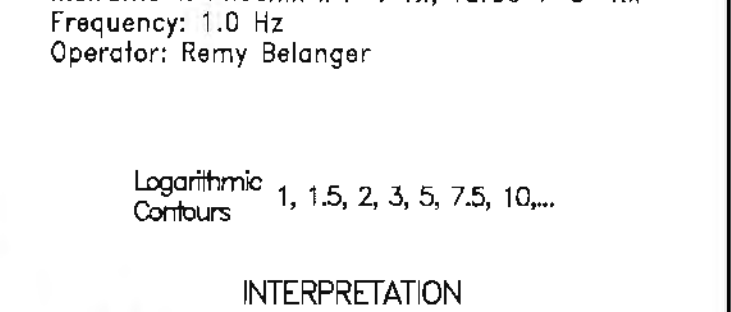 Frequency: 1.0 Hz
Operator: Remy Belanger
Logarithmic
Contours 1, 1.5, 2, 3, 5, 7.5, 10,...
INTERPRETATION